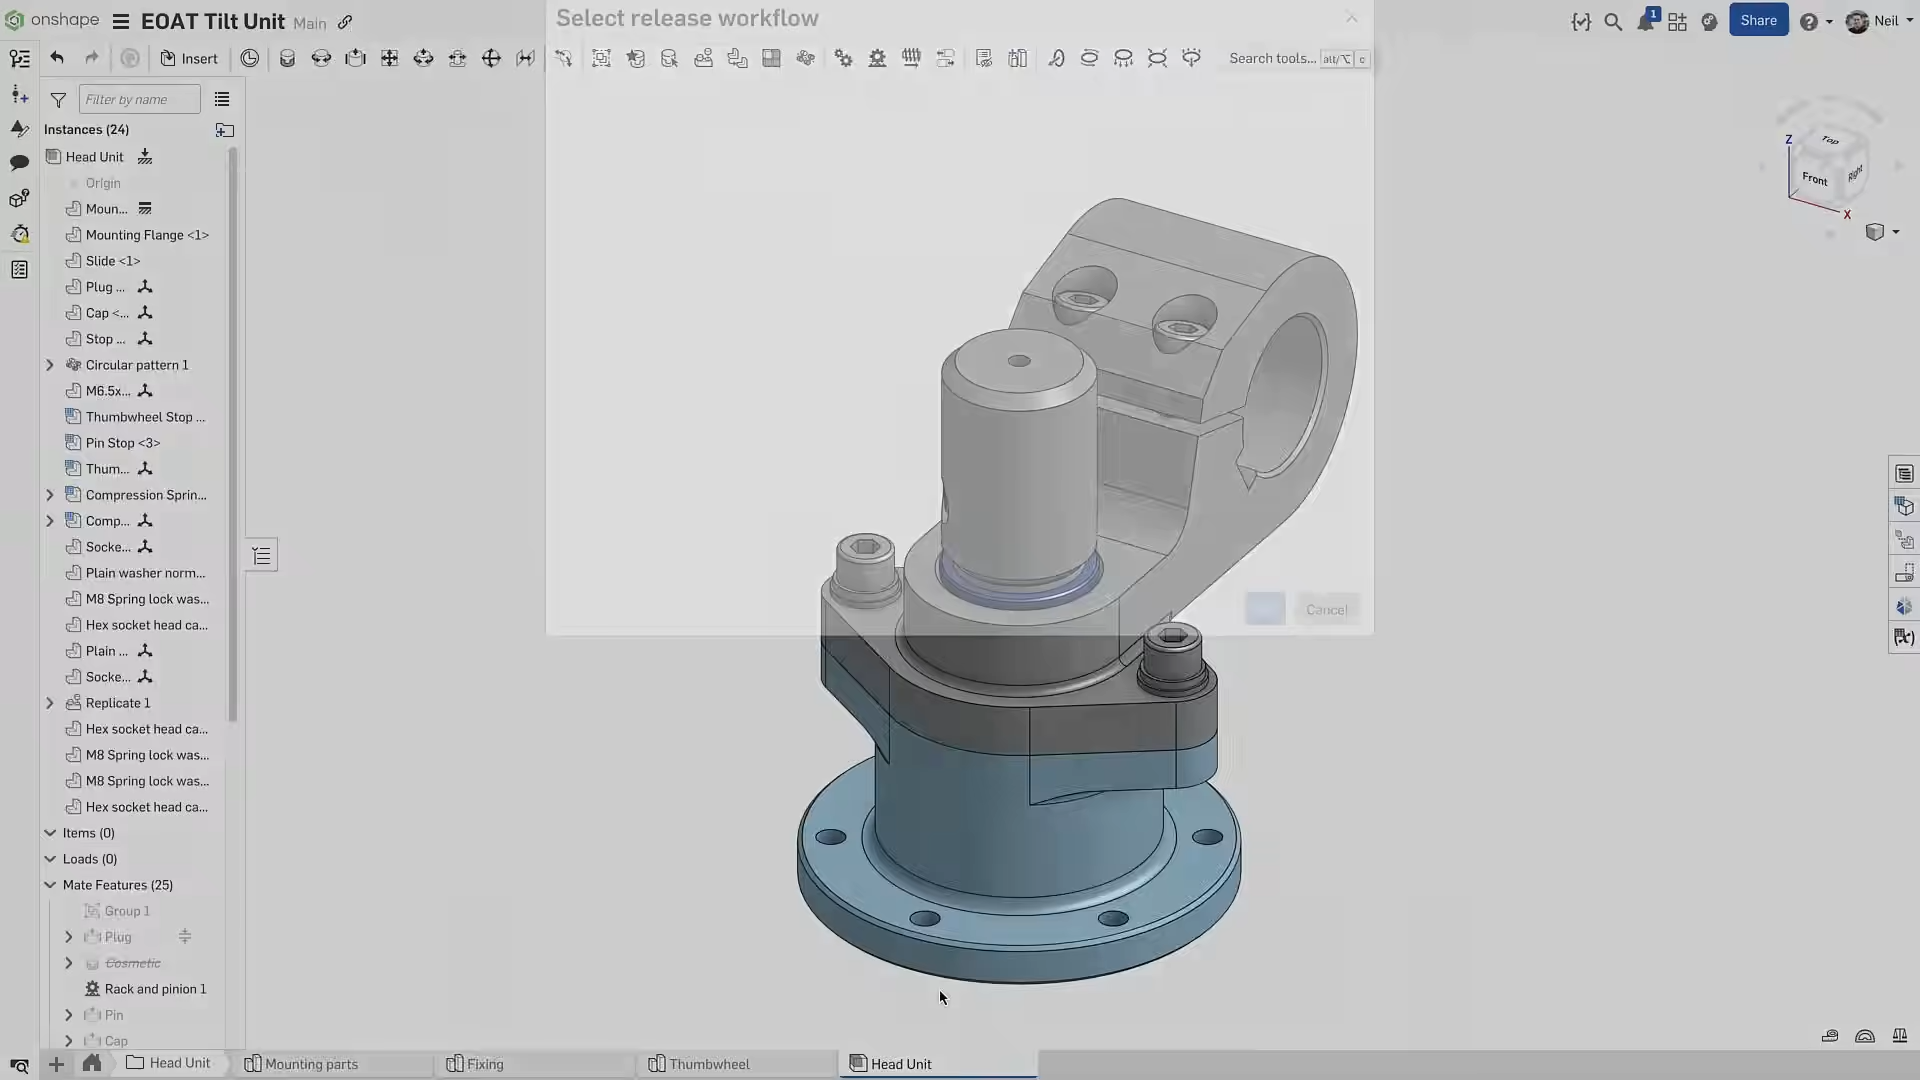 onshape EOAT Tilt Unit Main
Select release workflow
1 Share Neil
Insert
Search tools... alt/⌥ c
Filter by name
Instances (24)
Head Unit
Origin
Moun...
Mounting Flange <1>
Slide <1>
Plug ...
Cap <...
Stop ...
Circular pattern 1
M6.5x...
Thumbwheel Stop ...
Pin Stop <3>
Thum...
Compression Sprin...
Comp...
Socke...
Plain washer norm...
M8 Spring lock was...
Hex socket head ca...
Plain ...
Socke...
Replicate 1
Hex socket head ca...
M8 Spring lock was...
M8 Spring lock was...
Hex socket head ca...
Items (0)
Loads (0)
Mate Features (25)
Group 1
Plug
Cosmetic
Rack and pinion 1
Pin
Cap
Z
Top
Front
Right
X
Cancel
Head Unit Mounting parts Fixing Thumbwheel Head Unit